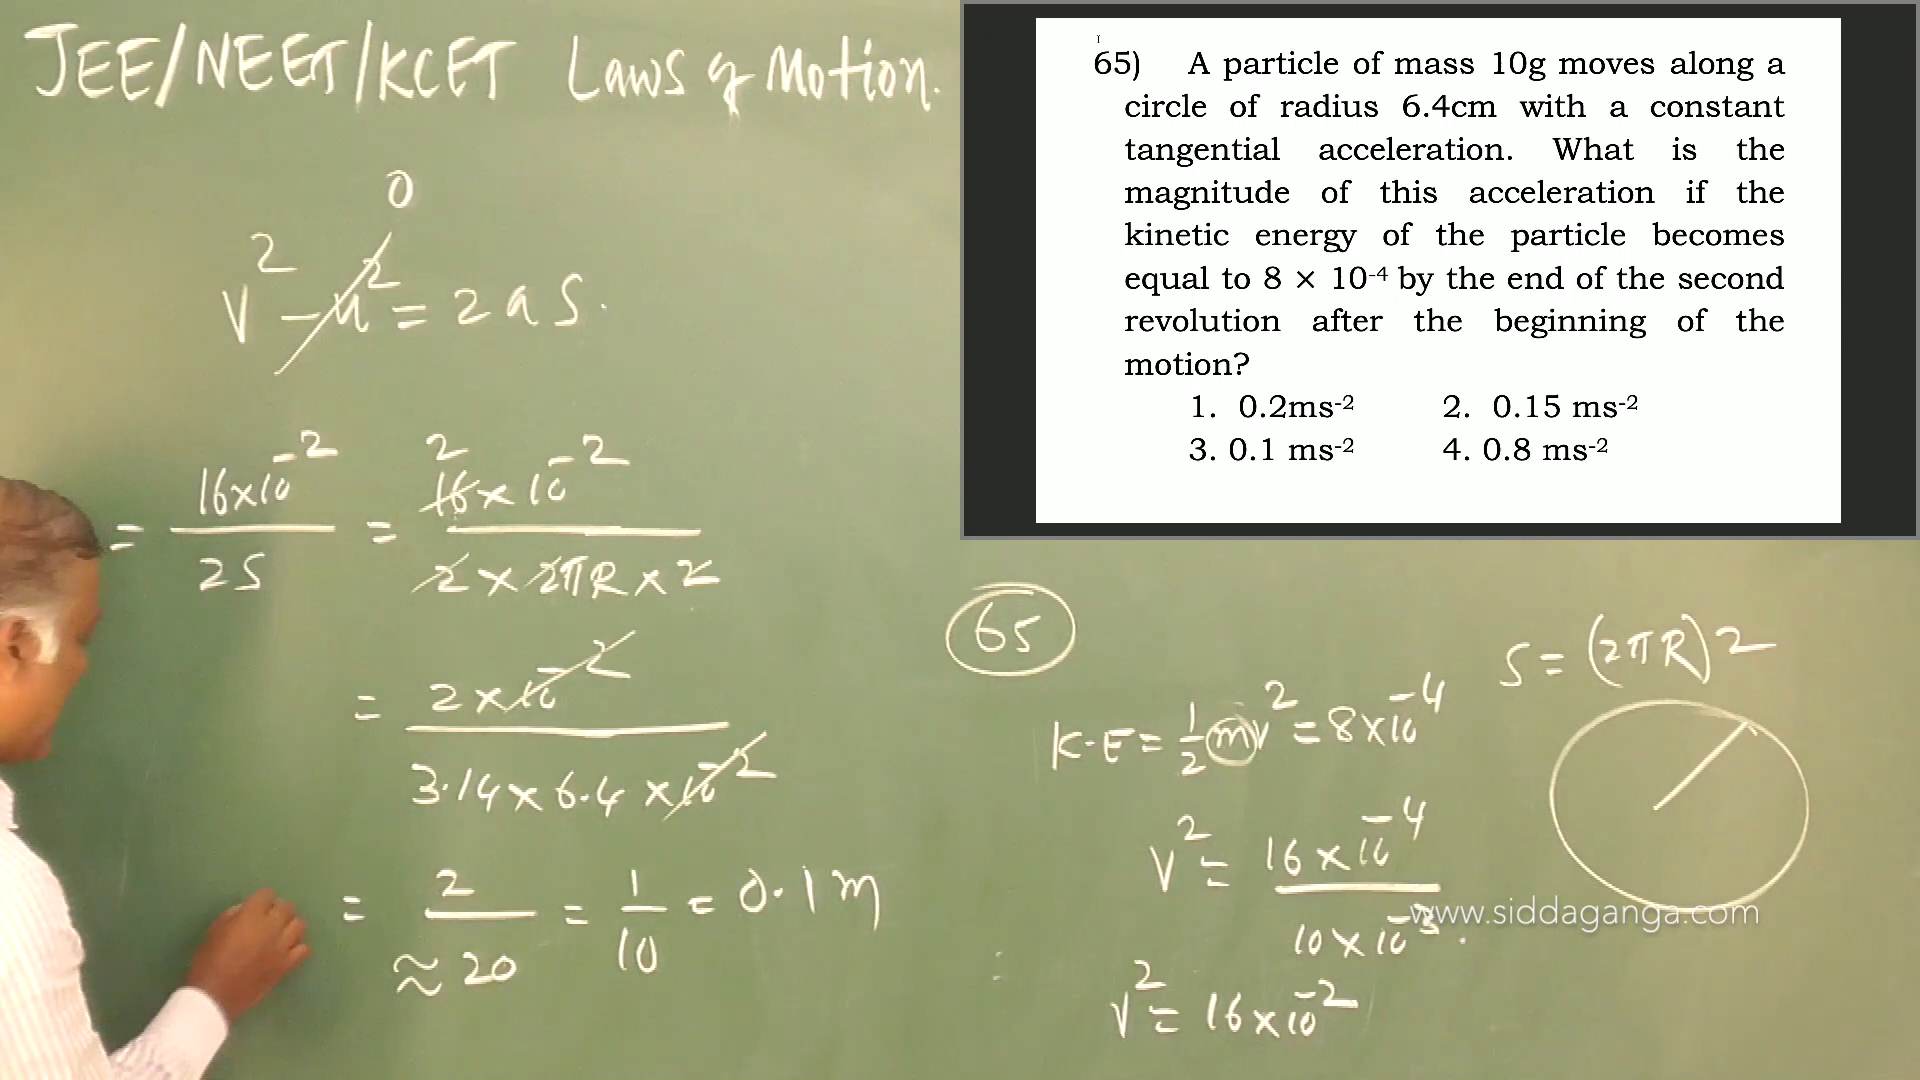 JEE/NEET/KCET Laws of Motion.
65) A particle of mass 10g moves along a
circle of radius 6.4cm with a constant
tangential acceleration. What is the
magnitude of this acceleration if the
kinetic energy of the particle becomes
equal to 8 × 10⁻⁴ by the end of the second
revolution after the beginning of the
motion?
1. 0.2ms⁻² 2. 0.15 ms⁻²
3. 0.1 ms⁻² 4. 0.8 ms⁻²
0
V² - u² = 2 a S.
= 16×10⁻² / 2S = 2 16 × 10⁻² / 2 × 2πR × 2
= 2 × 10⁻² / 3.14 × 6.4 × 10⁻²
= 2 / ≈ 20 = 1 / 10 = 0.1 m
65
S = (2πR) 2
K.E = 1/2 m v² = 8×10⁻⁴
V² = 16 × 10⁻⁴ / 10 × 10⁻³.
V² = 16 × 10⁻²
www.siddaganga.com